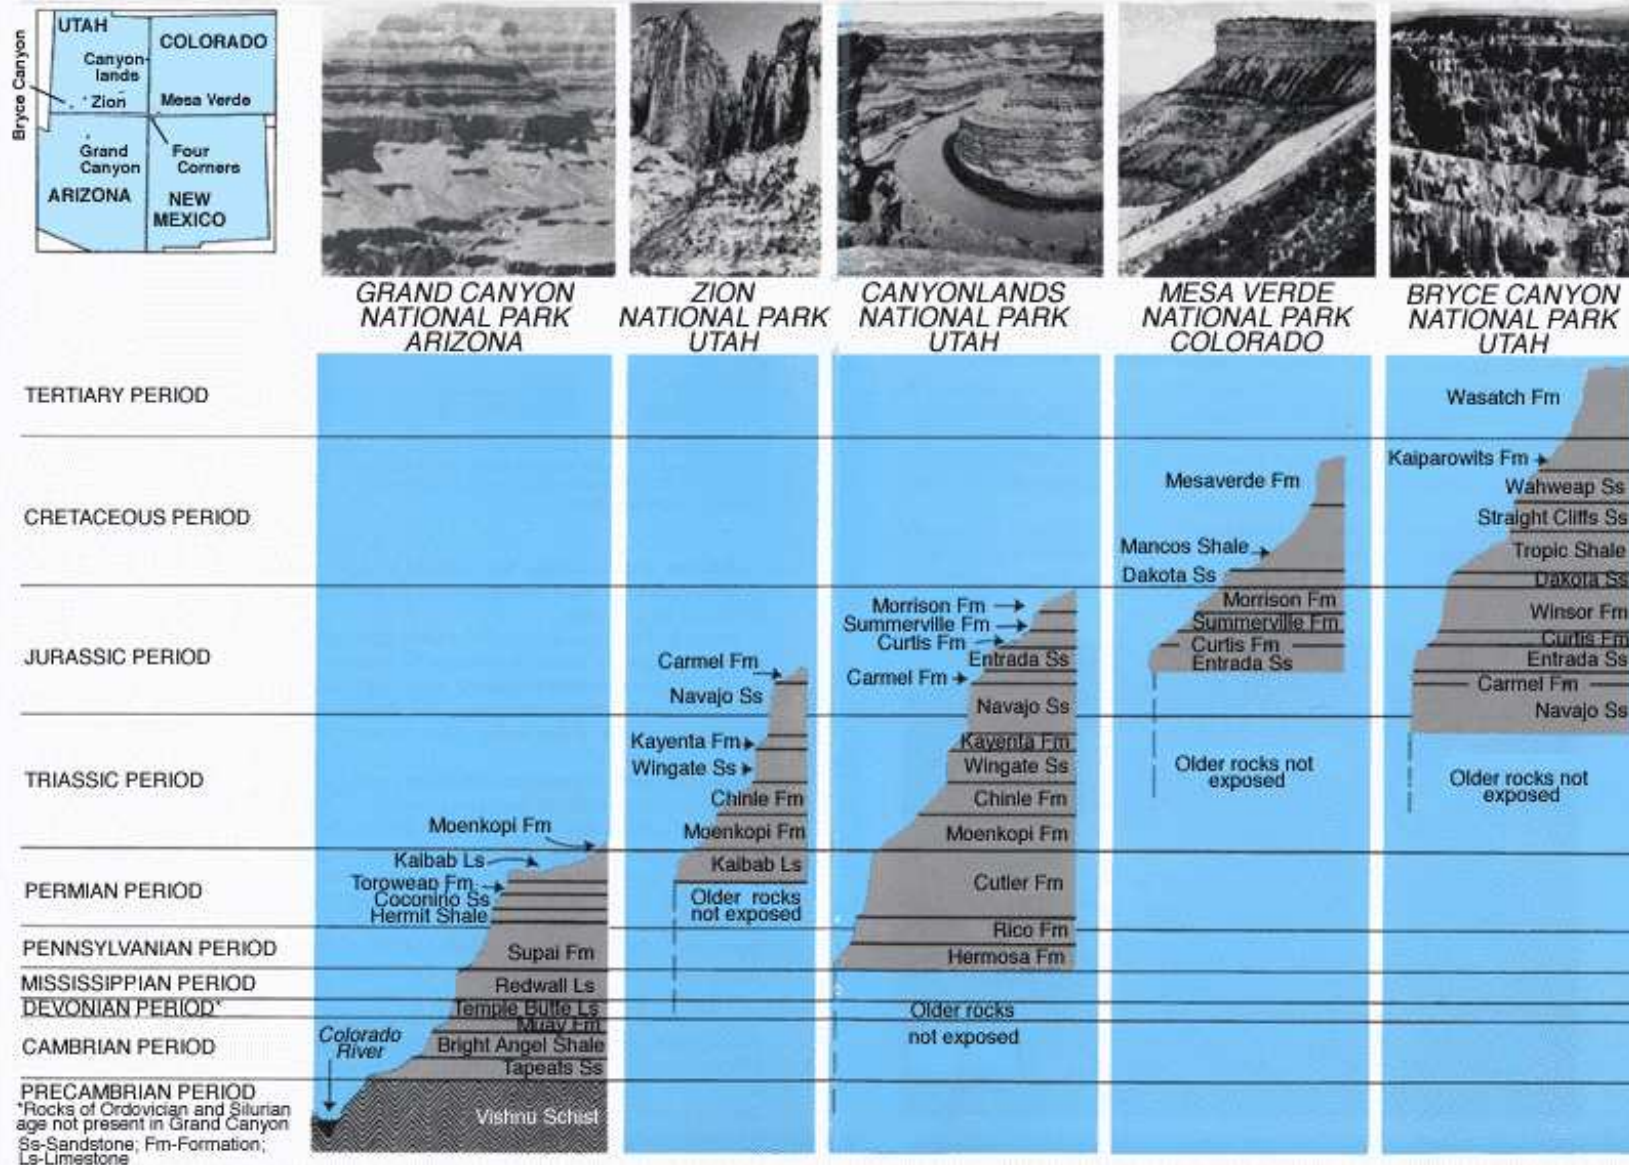 UTAH
COLORADO
Canyon-
lands
Bryce Canyon
Zion
Mesa Verde
Grand
Canyon
Four
Corners
ARIZONA
NEW
MEXICO
GRAND CANYON
NATIONAL PARK
ARIZONA
ZION
NATIONAL PARK
UTAH
CANYONLANDS
NATIONAL PARK
UTAH
MESA VERDE
NATIONAL PARK
COLORADO
BRYCE CANYON
NATIONAL PARK
UTAH
TERTIARY PERIOD
CRETACEOUS PERIOD
JURASSIC PERIOD
TRIASSIC PERIOD
PERMIAN PERIOD
PENNSYLVANIAN PERIOD
MISSISSIPPIAN PERIOD
DEVONIAN PERIOD*
CAMBRIAN PERIOD
PRECAMBRIAN PERIOD
*Rocks of Ordovician and Silurian
age not present in Grand Canyon
Ss-Sandstone; Fm-Formation;
Ls-Limestone
Moenkopi Fm
Kaibab Ls
Toroweap Fm
Coconino Ss
Hermit Shale
Supai Fm
Redwall Ls
Temple Butte Ls
Muav Fm
Bright Angel Shale
Tapeats Ss
Colorado
River
Vishnu Schist
Carmel Fm
Navajo Ss
Kayenta Fm
Wingate Ss
Chinle Fm
Moenkopi Fm
Kaibab Ls
Older rocks
not exposed
Morrison Fm
Summerville Fm
Curtis Fm
Entrada Ss
Carmel Fm
Navajo Ss
Kayenta Fm
Wingate Ss
Chinle Fm
Moenkopi Fm
Cutler Fm
Rico Fm
Hermosa Fm
Older rocks
not exposed
Mesaverde Fm
Mancos Shale
Dakota Ss
Morrison Fm
Summerville Fm
Curtis Fm
Entrada Ss
Older rocks not
exposed
Wasatch Fm
Kaiparowits Fm
Wahweap Ss
Straight Cliffs Ss
Tropic Shale
Dakota Ss
Winsor Fm
Curtis Fm
Entrada Ss
Carmel Fm
Navajo Ss
Older rocks not
exposed